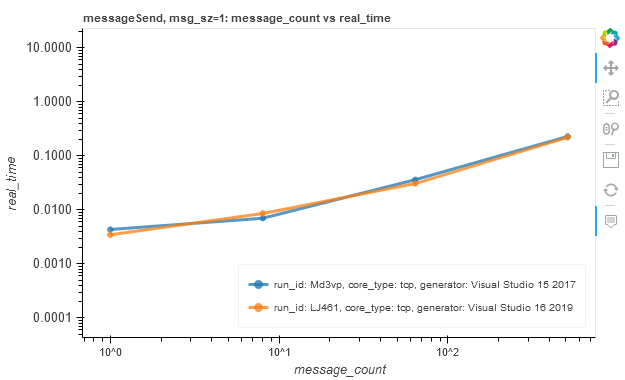 messageSend, msg_sz=1: message_count vs real_time
10.0000
1.0000
0.1000
0.0100
0.0010
0.0001
real_time
run_id: Md3vp, core_type: tcp, generator: Visual Studio 15 2017
run_id: LJ461, core_type: tcp, generator: Visual Studio 16 2019
10^0
10^1
10^2
message_count